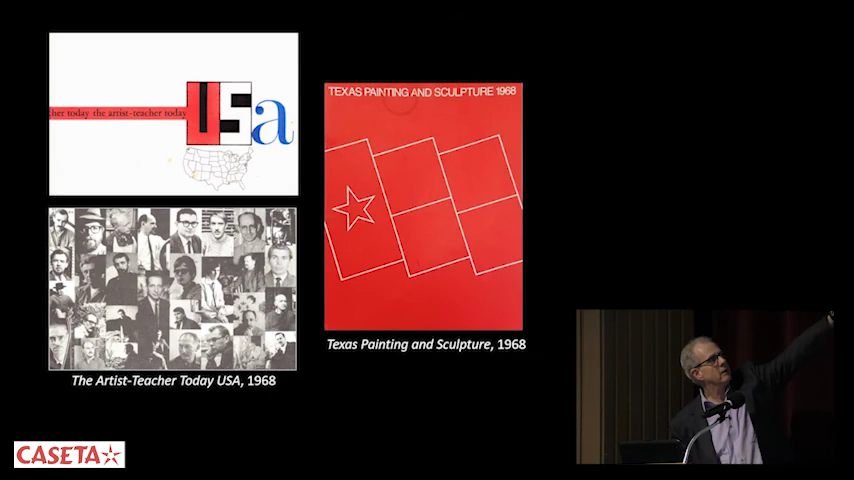 her today the artist-teacher today
USa
TEXAS PAINTING AND SCULPTURE 1968
Texas Painting and Sculpture, 1968
The Artist-Teacher Today USA, 1968
CASETA